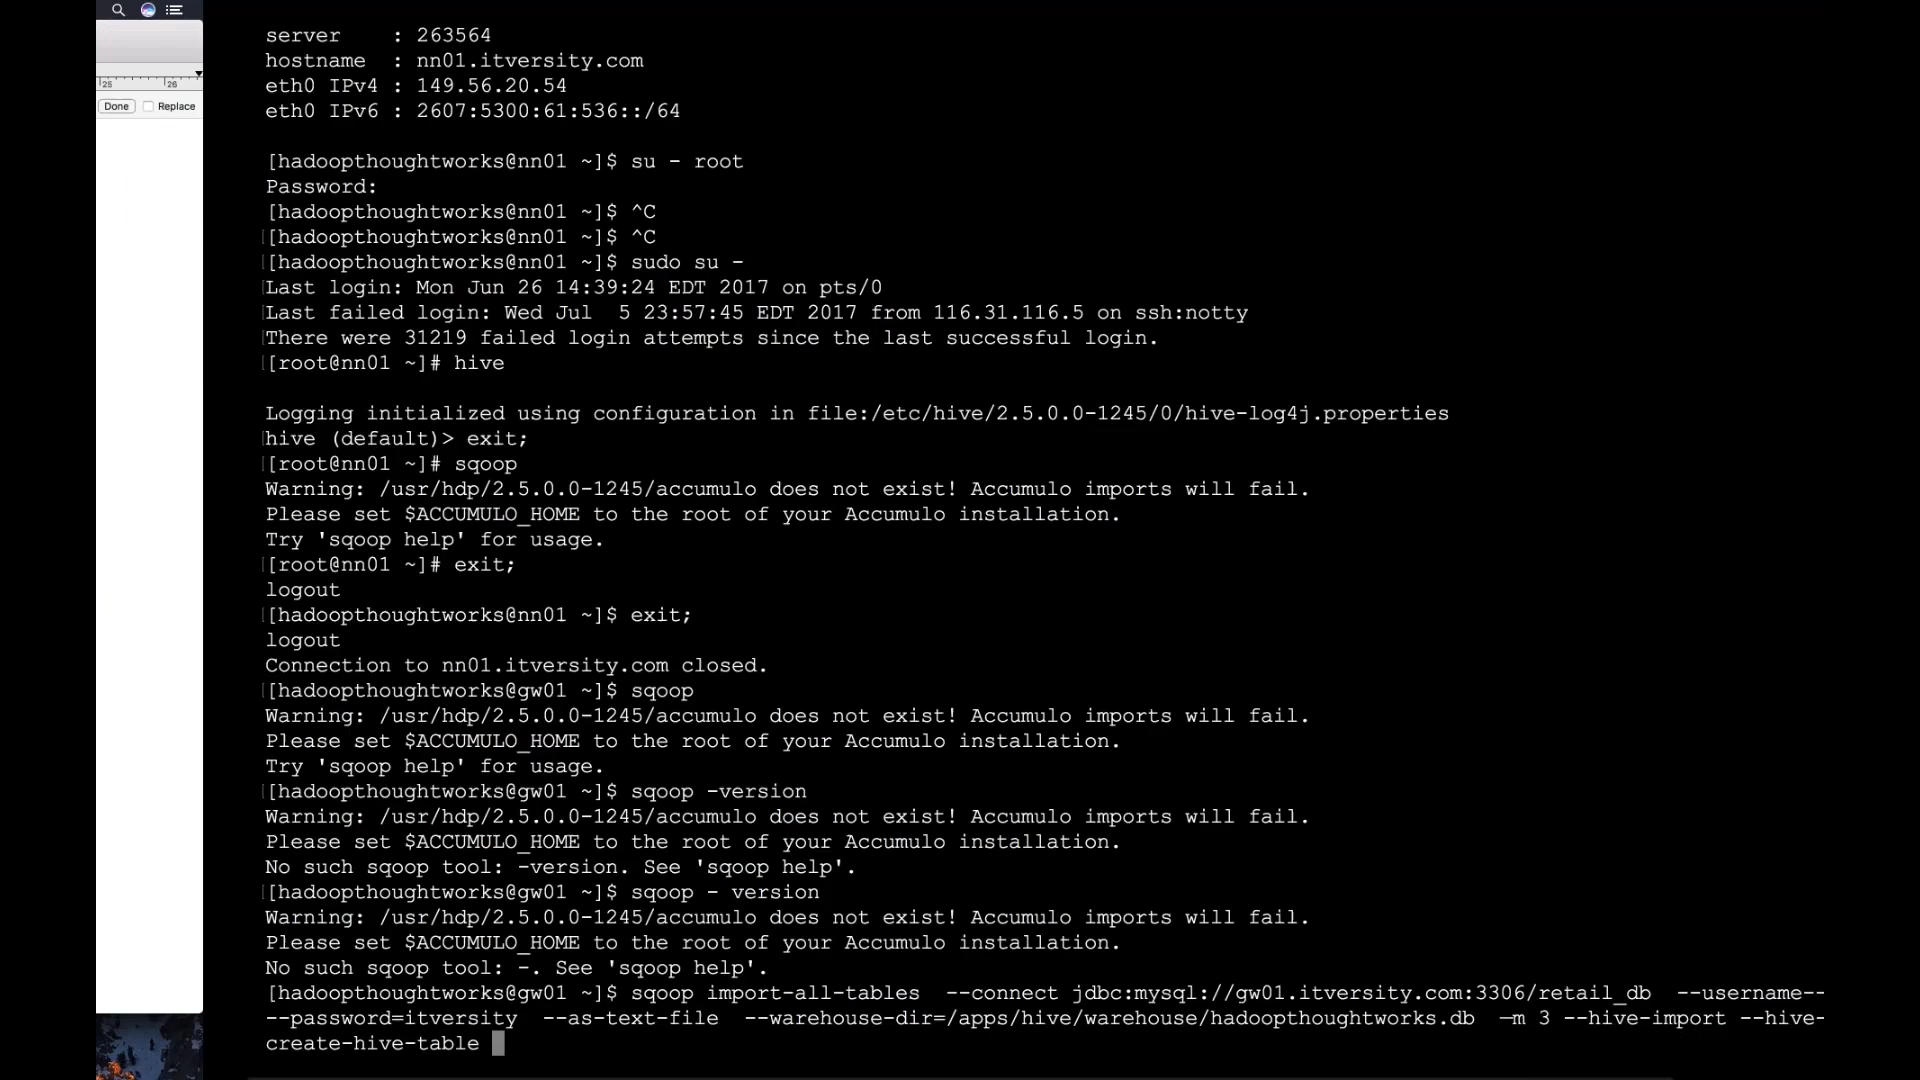 25 26
Done Replace
server : 263564
hostname : nn01.itversity.com
eth0 IPv4 : 149.56.20.54
eth0 IPv6 : 2607:5300:61:536::/64
[hadoopthoughtworks@nn01 ~]$ su - root
Password:
[hadoopthoughtworks@nn01 ~]$ ^C
[hadoopthoughtworks@nn01 ~]$ ^C
[hadoopthoughtworks@nn01 ~]$ sudo su -
Last login: Mon Jun 26 14:39:24 EDT 2017 on pts/0
Last failed login: Wed Jul  5 23:57:45 EDT 2017 from 116.31.116.5 on ssh:notty
There were 31219 failed login attempts since the last successful login.
[root@nn01 ~]# hive
Logging initialized using configuration in file:/etc/hive/2.5.0.0-1245/0/hive-log4j.properties
hive (default)> exit;
[root@nn01 ~]# sqoop
Warning: /usr/hdp/2.5.0.0-1245/accumulo does not exist! Accumulo imports will fail.
Please set $ACCUMULO_HOME to the root of your Accumulo installation.
Try 'sqoop help' for usage.
[root@nn01 ~]# exit;
logout
[hadoopthoughtworks@nn01 ~]$ exit;
logout
Connection to nn01.itversity.com closed.
[hadoopthoughtworks@gw01 ~]$ sqoop
Warning: /usr/hdp/2.5.0.0-1245/accumulo does not exist! Accumulo imports will fail.
Please set $ACCUMULO_HOME to the root of your Accumulo installation.
Try 'sqoop help' for usage.
[hadoopthoughtworks@gw01 ~]$ sqoop -version
Warning: /usr/hdp/2.5.0.0-1245/accumulo does not exist! Accumulo imports will fail.
Please set $ACCUMULO_HOME to the root of your Accumulo installation.
No such sqoop tool: -version. See 'sqoop help'.
[hadoopthoughtworks@gw01 ~]$ sqoop - version
Warning: /usr/hdp/2.5.0.0-1245/accumulo does not exist! Accumulo imports will fail.
Please set $ACCUMULO_HOME to the root of your Accumulo installation.
No such sqoop tool: -. See 'sqoop help'.
[hadoopthoughtworks@gw01 ~]$ sqoop import-all-tables  --connect jdbc:mysql://gw01.itversity.com:3306/retail_db  --username--
--password=itversity  --as-text-file  --warehouse-dir=/apps/hive/warehouse/hadoopthoughtworks.db  —m 3 --hive-import --hive-
create-hive-table